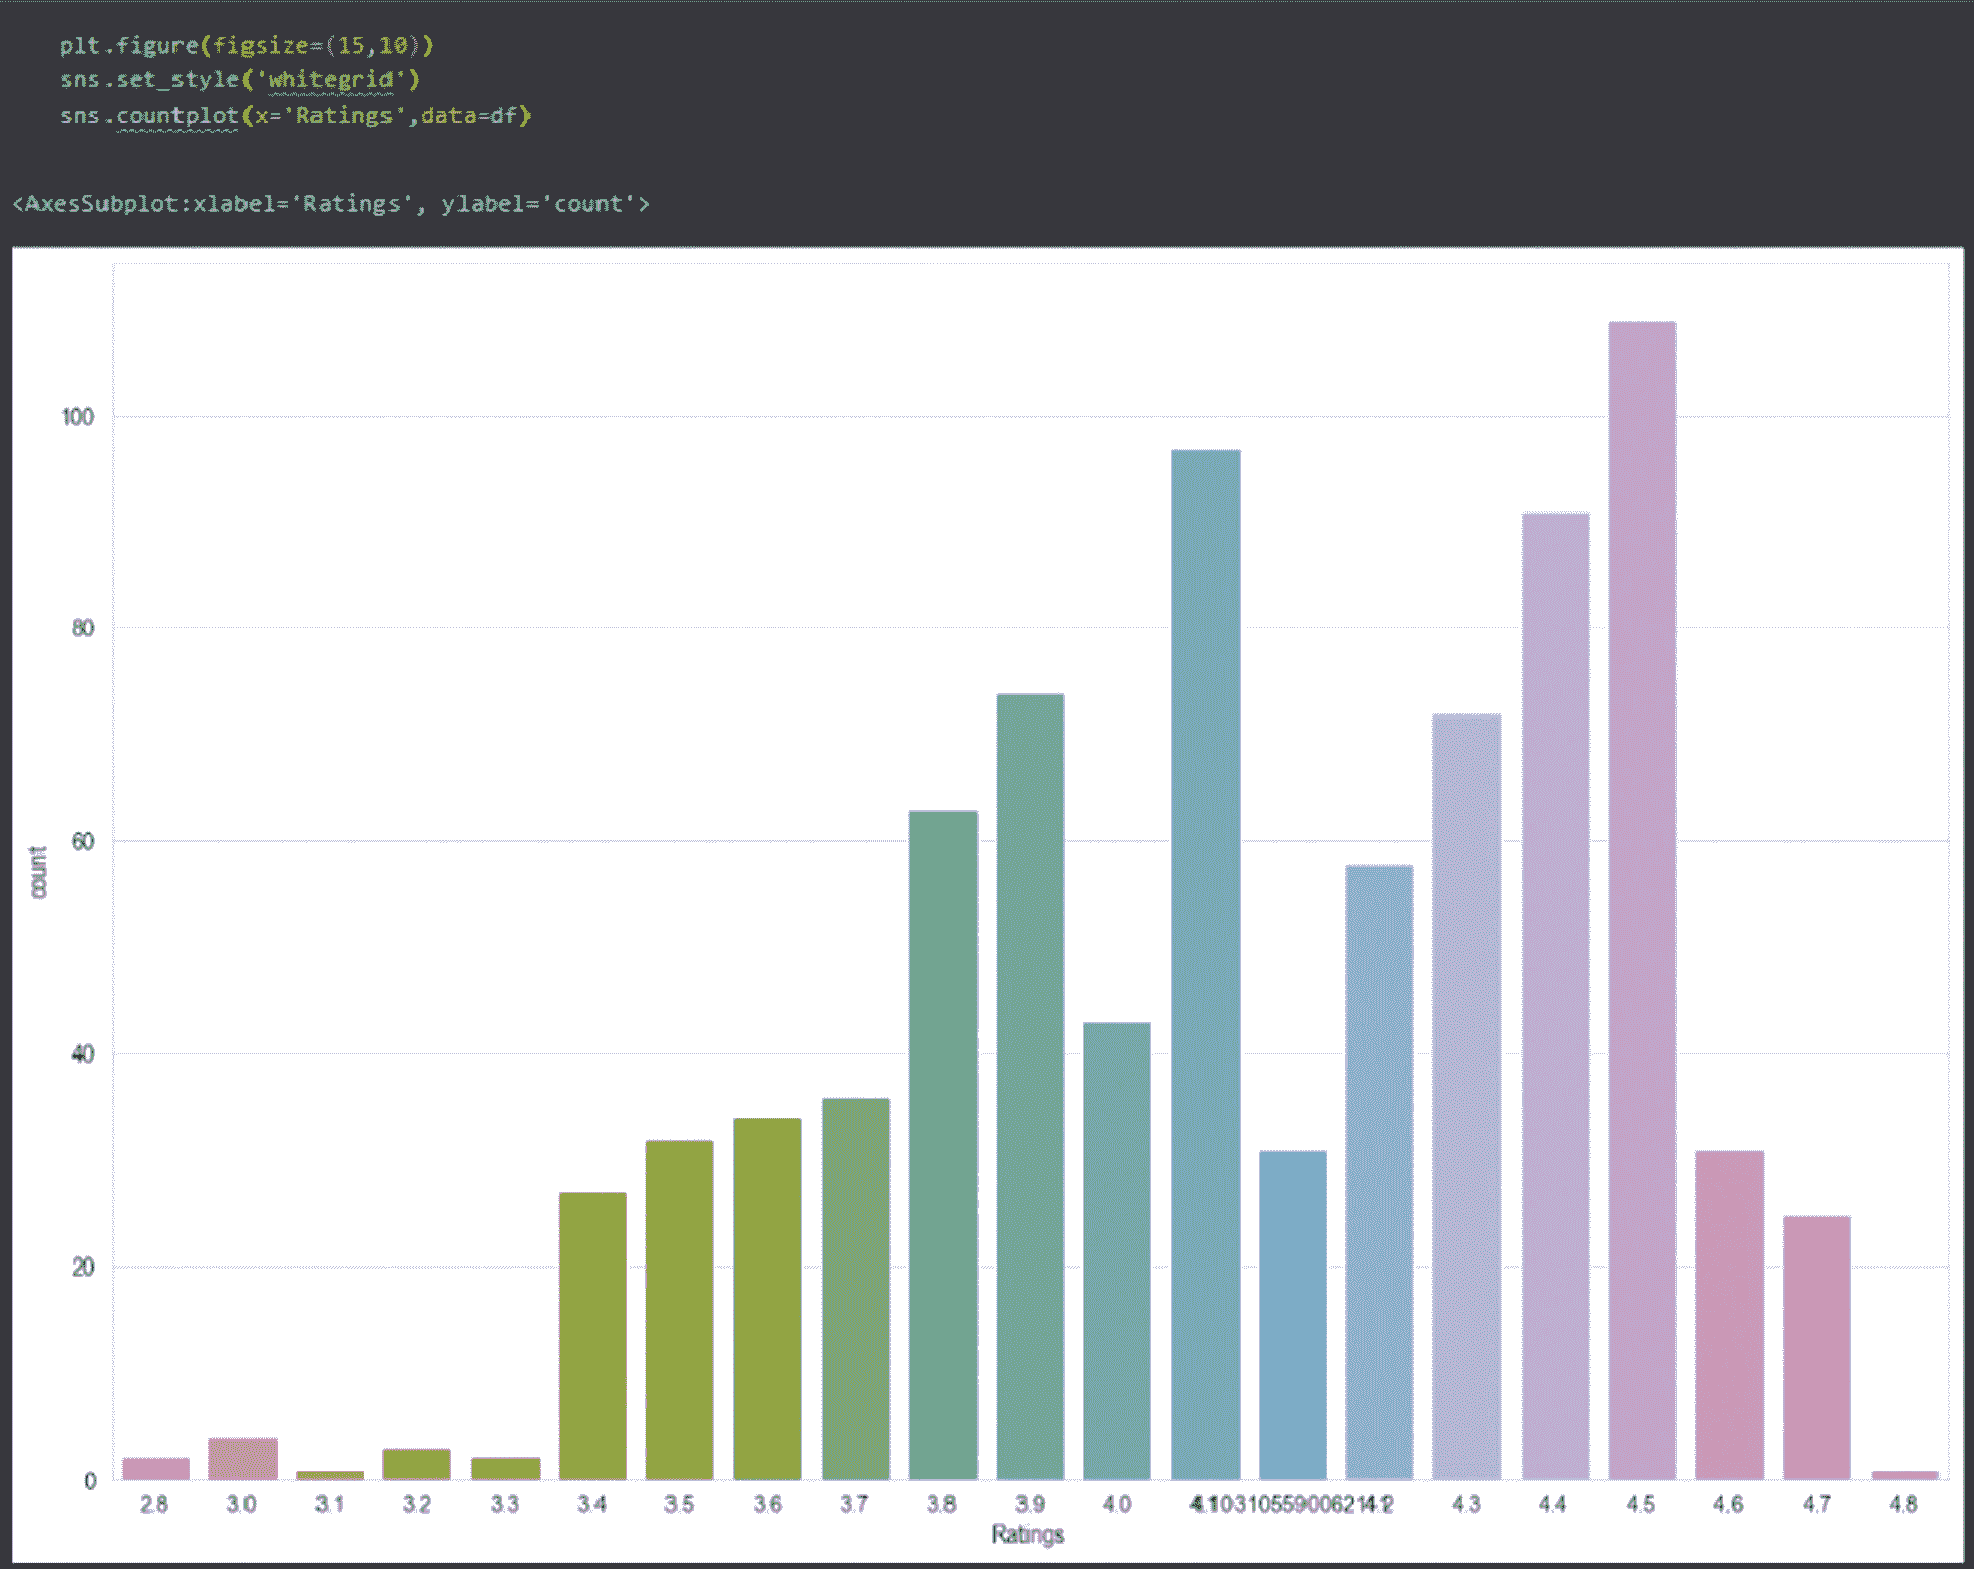 plt.figure(figsize=(15,10))
sns.set_style('whitegrid')
sns.countplot(x='Ratings',data=df)
<AxesSubplot:xlabel='Ratings', ylabel='count'>
100
80
60
40
20
0
count
2.8 3.0 3.1 3.2 3.3 3.4 3.5 3.6 3.7 3.8 3.9 4.0 4.1 4.2 4.3 4.4 4.5 4.6 4.7 4.8
Ratings